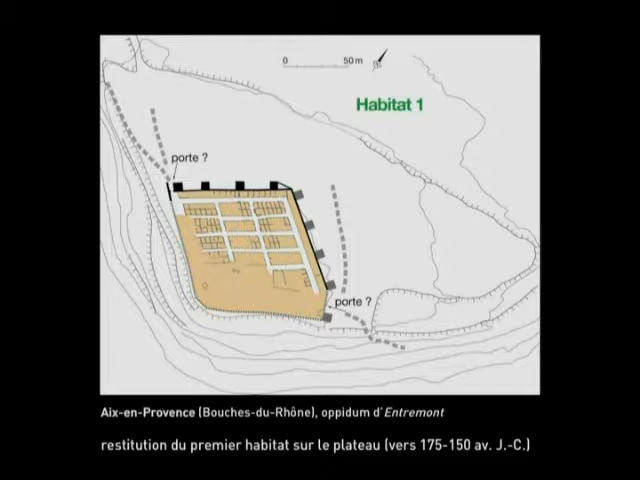 0 50 m
Habitat 1
porte ?
porte ?
Aix-en-Provence (Bouches-du-Rhône), oppidum d'Entremont
restitution du premier habitat sur le plateau (vers 175-150 av. J.-C.)